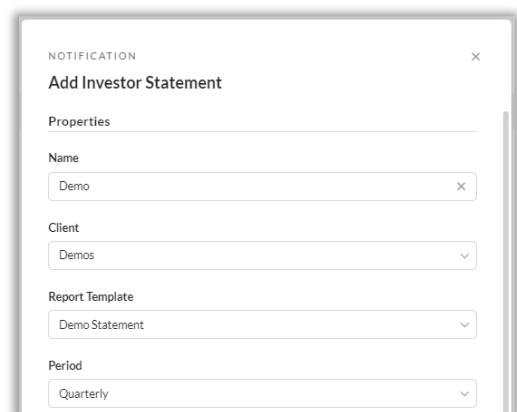 NOTIFICATION
Add Investor Statement
Properties
Name
Demo
Client
Demos
Report Template
Demo Statement
Period
Quarterly